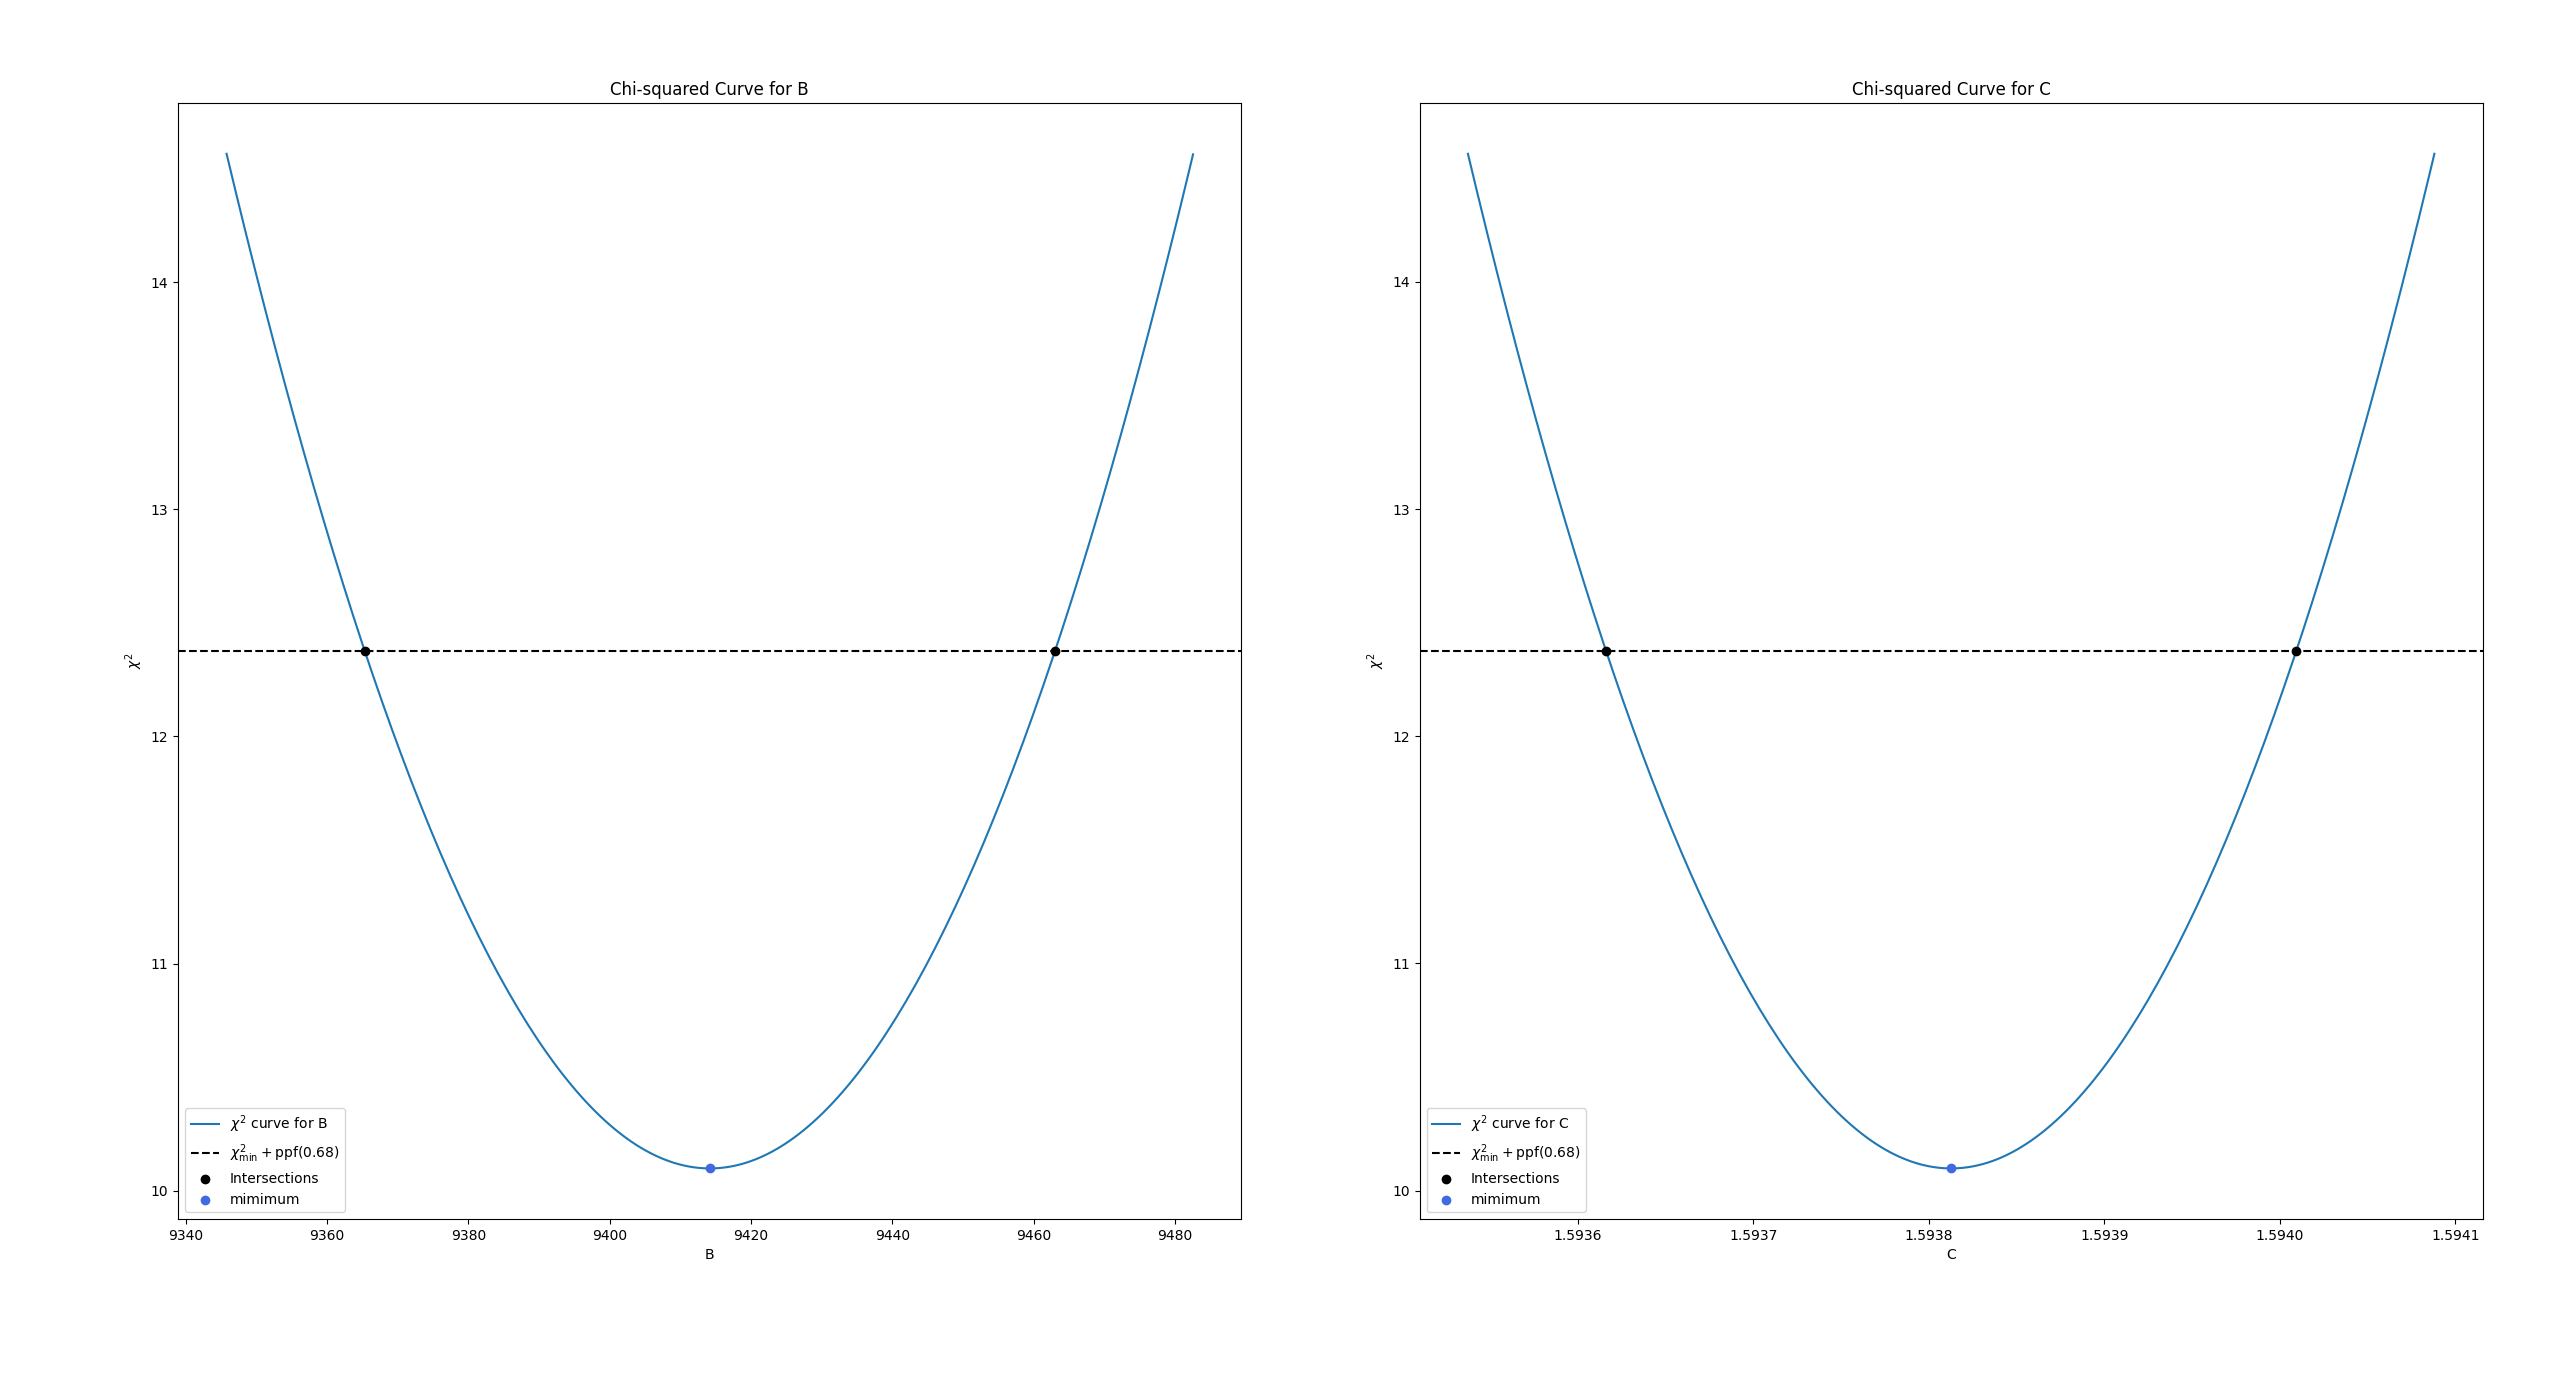 Chi-squared Curve for B
14
13
12
11
10
χ²
9340 9360 9380 9400 9420 9440 9460 9480
B
χ² curve for B
χ²min + ppf(0.68)
Intersections
mimimum
Chi-squared Curve for C
14
13
12
11
10
χ²
1.5936 1.5937 1.5938 1.5939 1.5940 1.5941
C
χ² curve for C
χ²min + ppf(0.68)
Intersections
mimimum